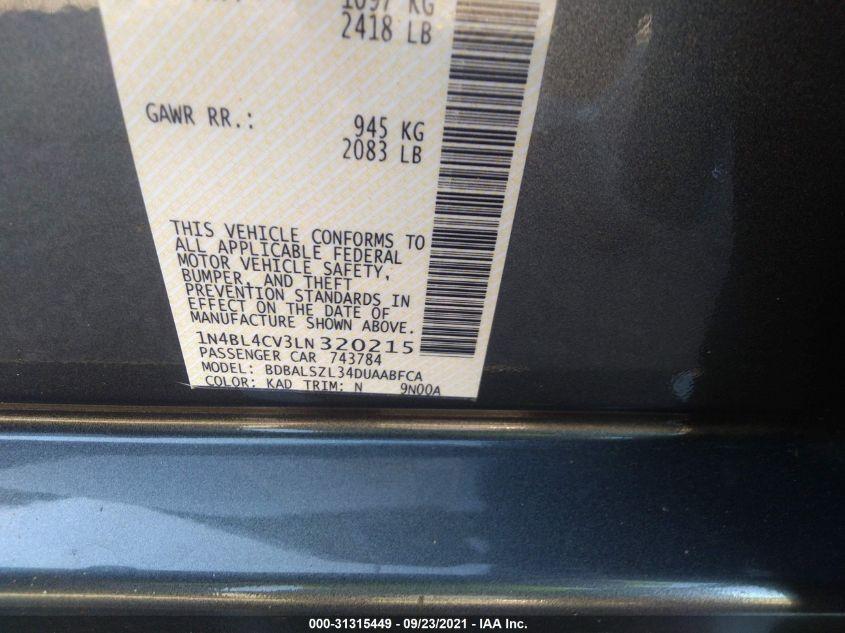 1097 KG
2418 LB
GAWR RR.: 945 KG
2083 LB
THIS VEHICLE CONFORMS TO
ALL APPLICABLE FEDERAL
MOTOR VEHICLE SAFETY,
BUMPER, AND THEFT
PREVENTION STANDARDS IN
EFFECT ON THE DATE OF
MANUFACTURE SHOWN ABOVE.
1N4BL4CV3LN320215
PASSENGER CAR 743784
MODEL: BDBALSZL34DUAABFCA
COLOR: KAD TRIM: N 9N00A
000-31315449 - 09/23/2021 - IAA Inc.